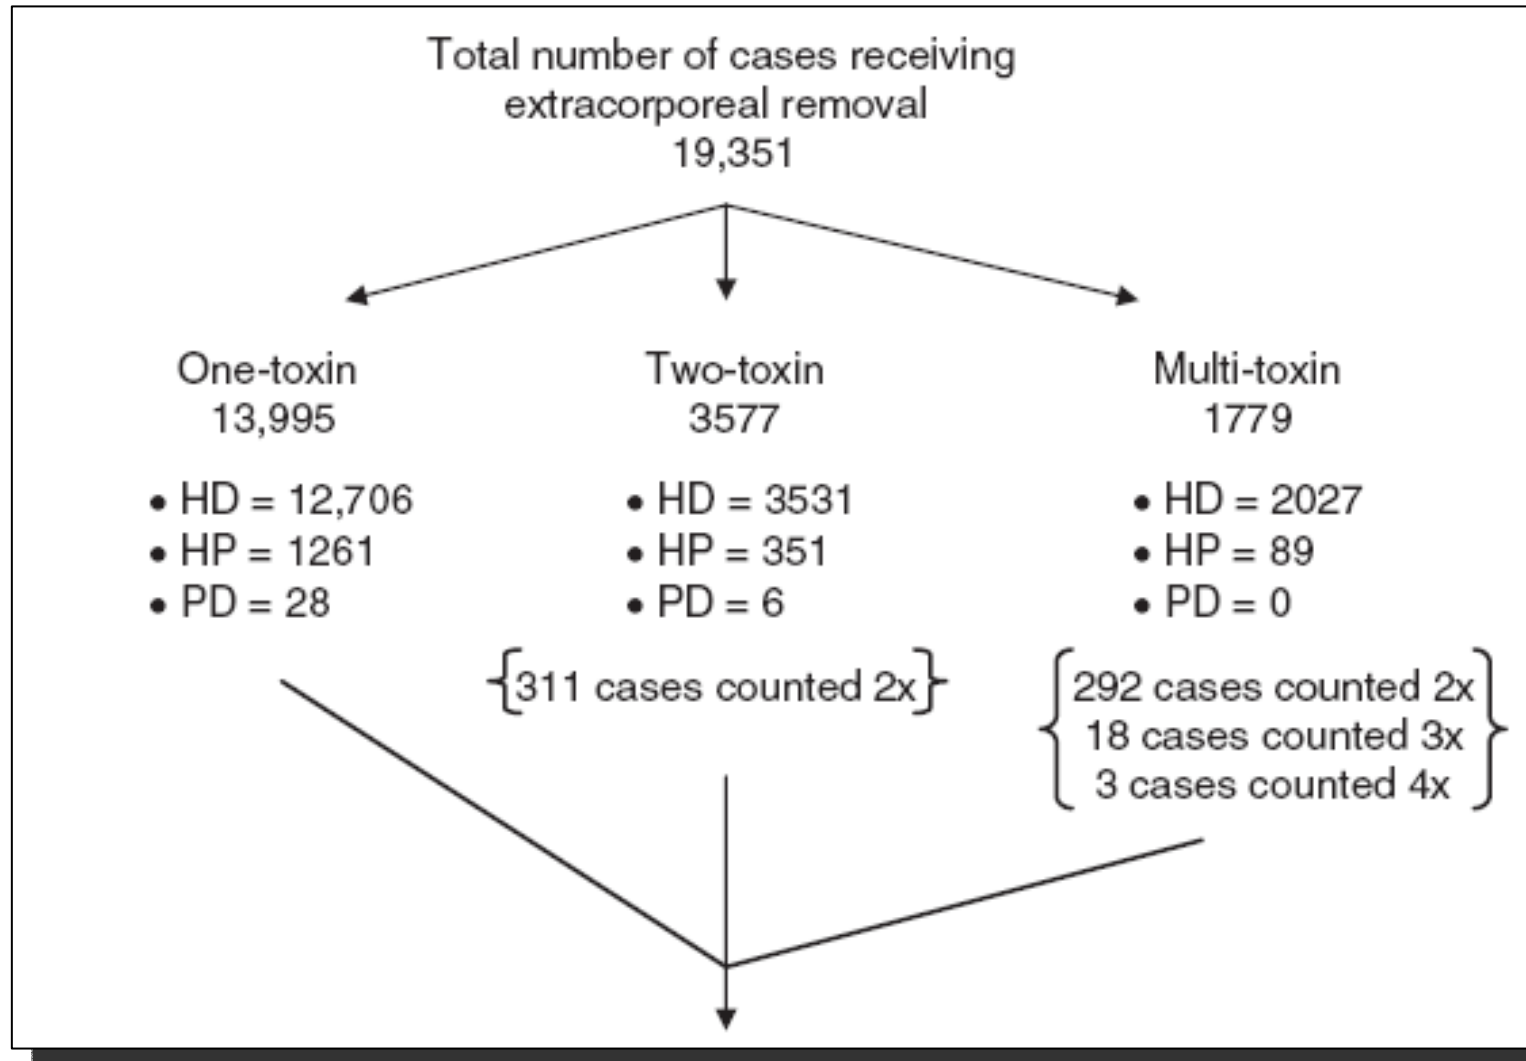 Total number of cases receiving
extracorporeal removal
19,351
One-toxin
13,995
• HD = 12,706
• HP = 1261
• PD = 28
Two-toxin
3577
• HD = 3531
• HP = 351
• PD = 6
{311 cases counted 2x}
Multi-toxin
1779
• HD = 2027
• HP = 89
• PD = 0
292 cases counted 2x
18 cases counted 3x
3 cases counted 4x